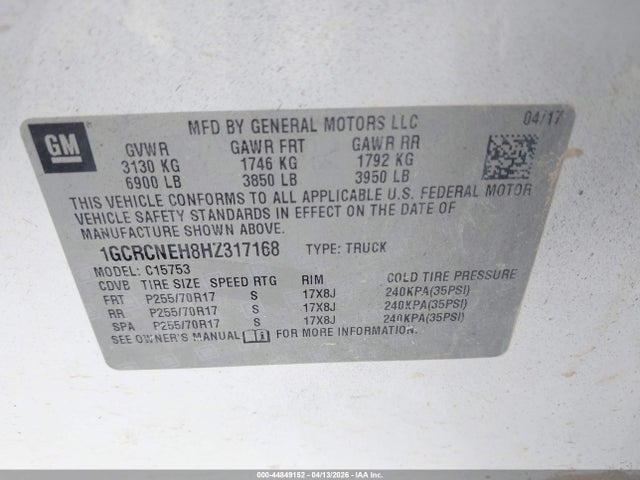 GM
MFD BY GENERAL MOTORS LLC 04/17
GVWR GAWR FRT GAWR RR
3130 KG 1746 KG 1792 KG
6900 LB 3850 LB 3950 LB
THIS VEHICLE CONFORMS TO ALL APPLICABLE U.S. FEDERAL MOTOR
VEHICLE SAFETY STANDARDS IN EFFECT ON THE DATE OF
MANUFACTURE SHOWN ABOVE.
1GCRCNEH8HZ317168 TYPE: TRUCK
MODEL: C15753
CDVB TIRE SIZE SPEED RTG RIM COLD TIRE PRESSURE
FRT P255/70R17 S 17X8J 240KPA(35PSI)
RR P255/70R17 S 17X8J 240KPA(35PSI)
SPA P255/70R17 S 17X8J 240KPA(35PSI)
SEE OWNER'S MANUAL FOR MORE INFORMATION.
000-44849152 - 04/13/2026 - IAAI.COM